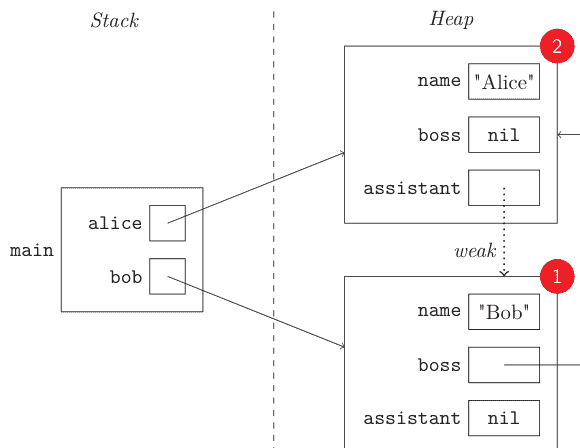 Stack
Heap
2
name "Alice"
boss nil
assistant
main
alice
bob
weak
1
name "Bob"
boss
assistant nil